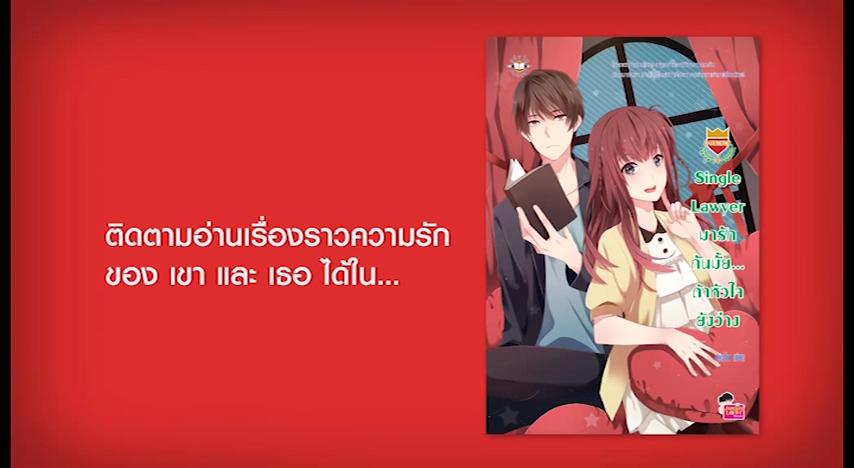 ติดตามอ่านเรื่องราวความรัก
ของ เขา และ เธอ ได้ใน...
Single
Lawyer
มารัก
กันมั้ย...
ถ้าหัวใจ
ยังว่าง